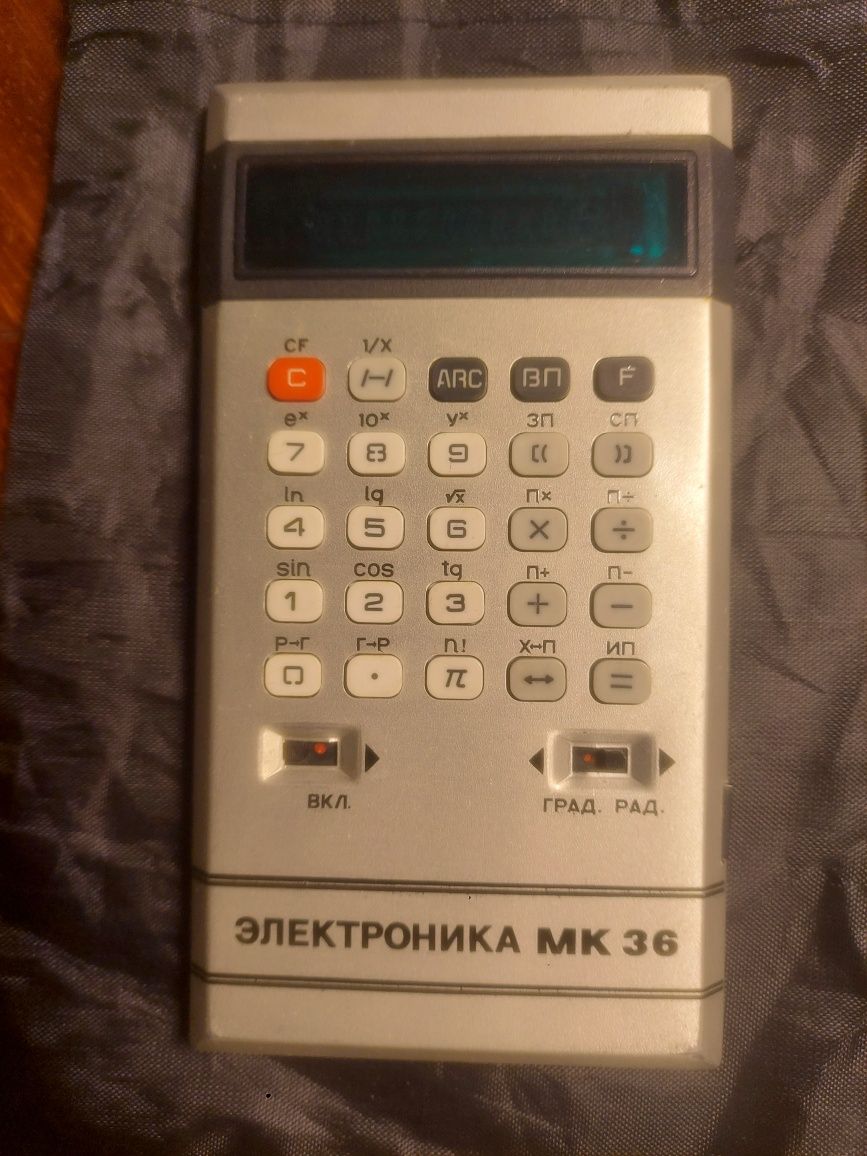 CF 1/X
C /—/ ARC ВП F
eˣ 10ˣ yˣ ЗП СП
7 8 9 [( )]
ln lg √x П× П÷
4 5 6 × ÷
sin cos tg П+ П−
1 2 3 + −
P→Г Г→P П! X↔П ИП
0 • π ↔ =
ВКЛ. ГРАД. РАД.
ЭЛЕКТРОНИКА МК 36